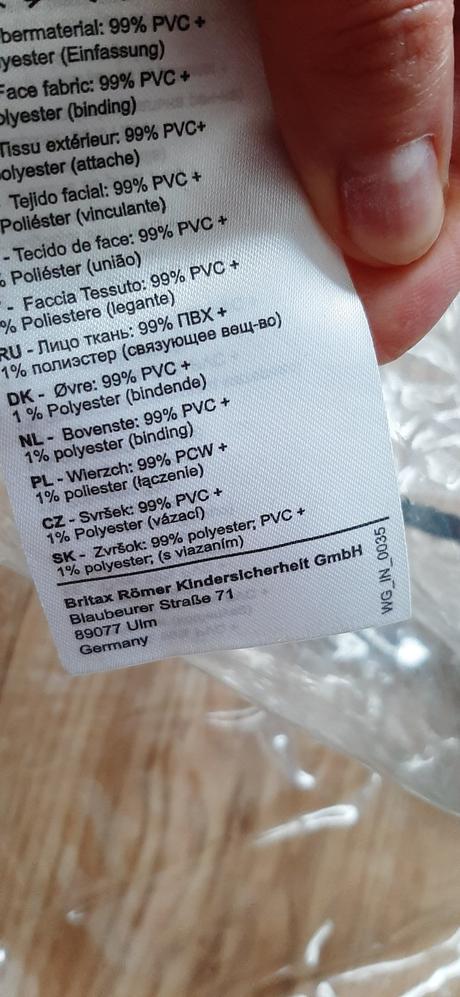 bermaterial: 99% PVC +
yester (Einfassung)
Face fabric: 99% PVC +
olyester (binding)
Tissu extérieur: 99% PVC+
olyester (attache)
Tejido facial: 99% PVC +
Poliéster (vinculante)
- Tecido de face: 99% PVC +
% Poliéster (união)
- Faccia Tessuto: 99% PVC +
% Poliestere (legante)
RU - Лицо ткань: 99% ПВХ +
1% полиэстер (связующее вещ-во)
DK - Øvre: 99% PVC +
1 % Polyester (bindende)
NL - Bovenste: 99% PVC +
1% polyester (binding)
PL - Wierzch: 99% PCW +
1% poliester (łączenie)
CZ - Svršek: 99% PVC +
1% Polyester (vázací)
SK - Zvršok: 99% polyester, PVC +
1% polyester, (s viazaním)
Britax Römer Kindersicherheit GmbH
Blaubeurer Straße 71
89077 Ulm
Germany
WG_IN_0035